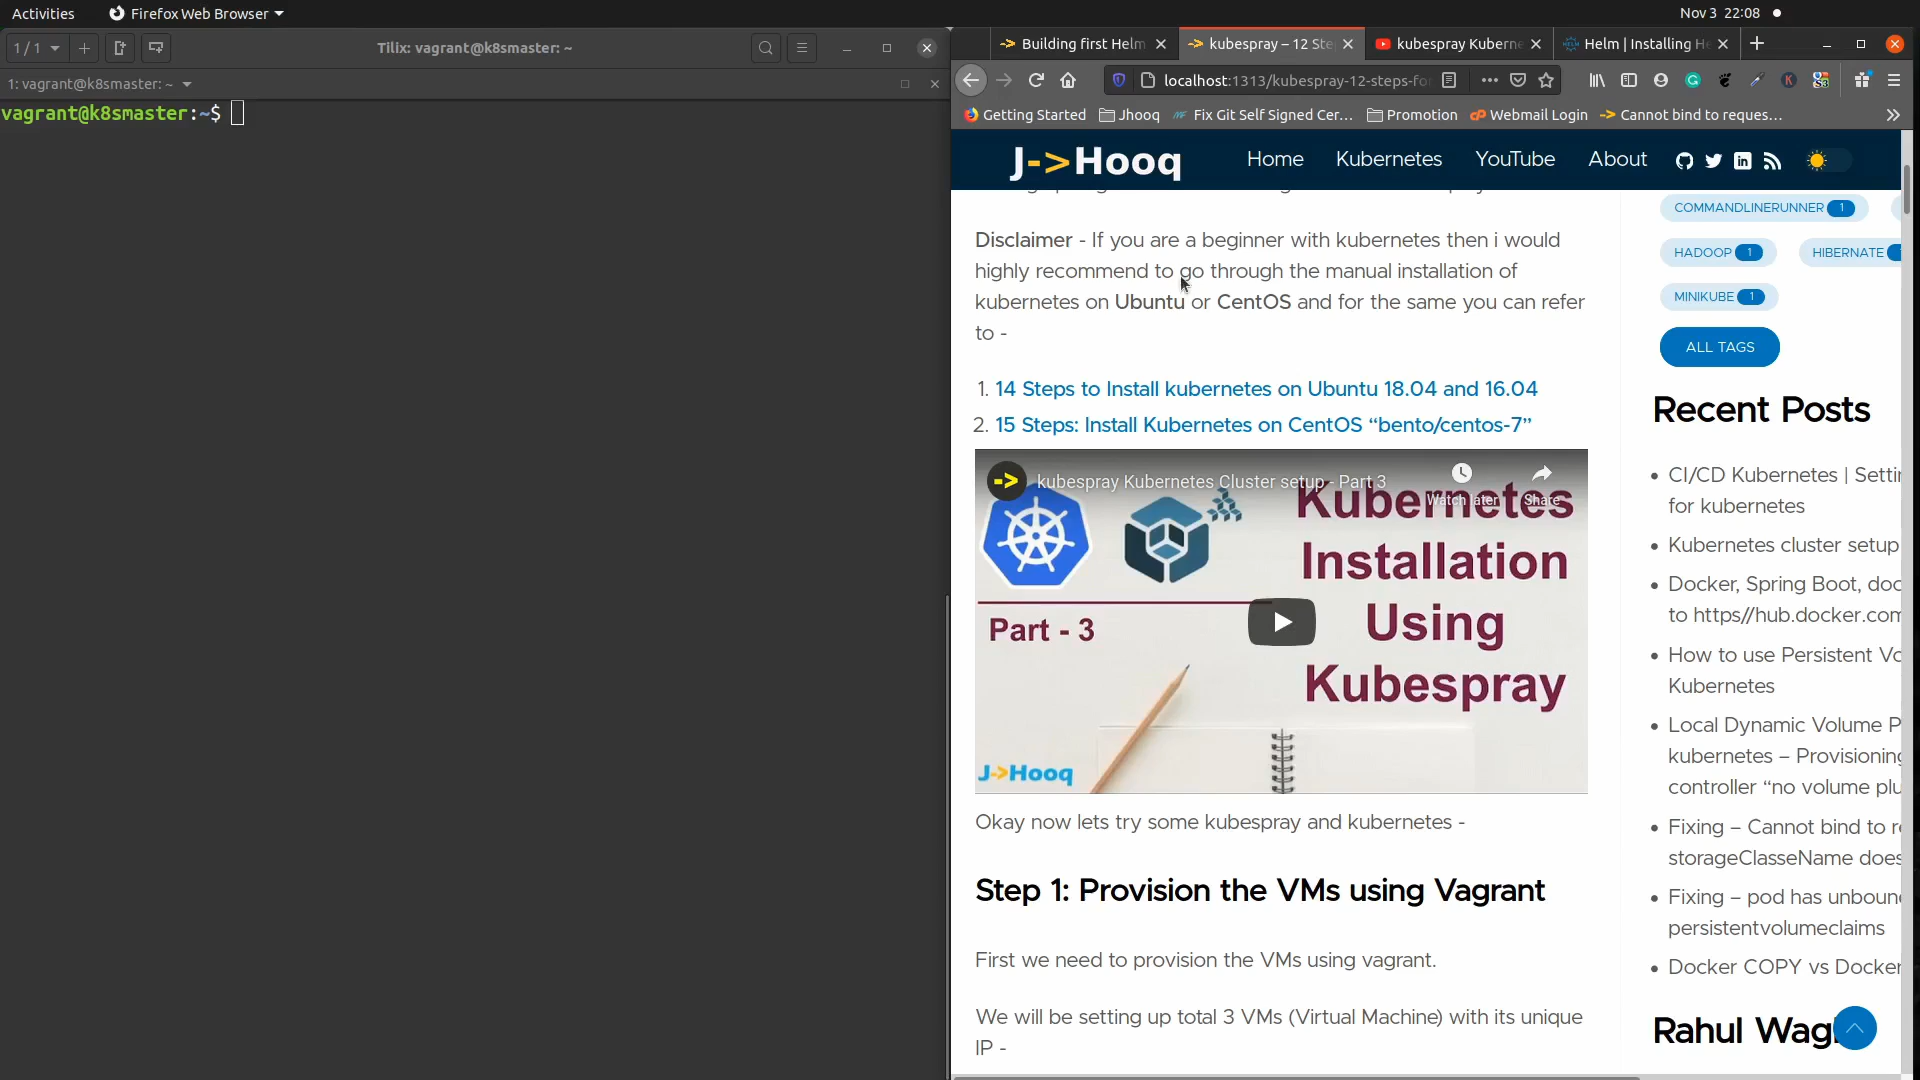 Activities
Firefox Web Browser
Nov 3 22:08
1 / 1
Tilix: vagrant@k8smaster: ~
Building first Helm
kubespray – 12 Ste
kubespray Kuberne
Helm | Installing He
1: vagrant@k8smaster: ~
localhost:1313/kubespray-12-steps-fo
vagrant@k8smaster:~$
Getting Started
Jhooq
Fix Git Self Signed Cer...
Promotion
Webmail Login
Cannot bind to reques...
J->Hooq
Home
Kubernetes
YouTube
About
Disclaimer - If you are a beginner with kubernetes then i would
highly recommend to go through the manual installation of
kubernetes on Ubuntu or CentOS and for the same you can refer
to -
1. 14 Steps to Install kubernetes on Ubuntu 18.04 and 16.04
2. 15 Steps: Install Kubernetes on CentOS “bento/centos-7”
kubespray Kubernetes Cluster setup - Part 3
Watch later
Share
Kubernetes
Installation
Using
Kubespray
Part - 3
J->Hooq
Okay now lets try some kubespray and kubernetes -
Step 1: Provision the VMs using Vagrant
First we need to provision the VMs using vagrant.
We will be setting up total 3 VMs (Virtual Machine) with its unique
IP -
COMMANDLINERUNNER 1
HADOOP 1
HIBERNATE
MINIKUBE 1
ALL TAGS
Recent Posts
CI/CD Kubernetes | Settin
for kubernetes
Kubernetes cluster setup
Docker, Spring Boot, doc
to https//hub.docker.com
How to use Persistent Vo
Kubernetes
Local Dynamic Volume P
kubernetes – Provisioning
controller “no volume plu
Fixing – Cannot bind to re
storageClasseName does
Fixing – pod has unboun
persistentvolumeclaims
Docker COPY vs Docker
Rahul Wag